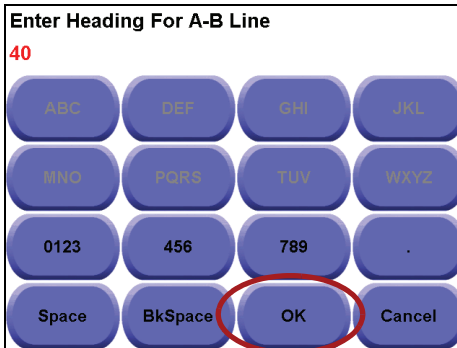 Enter Heading For A-B Line
40
ABC DEF GHI JKL
MNO PQRS TUV WXYZ
0123 456 789 .
Space BkSpace OK Cancel